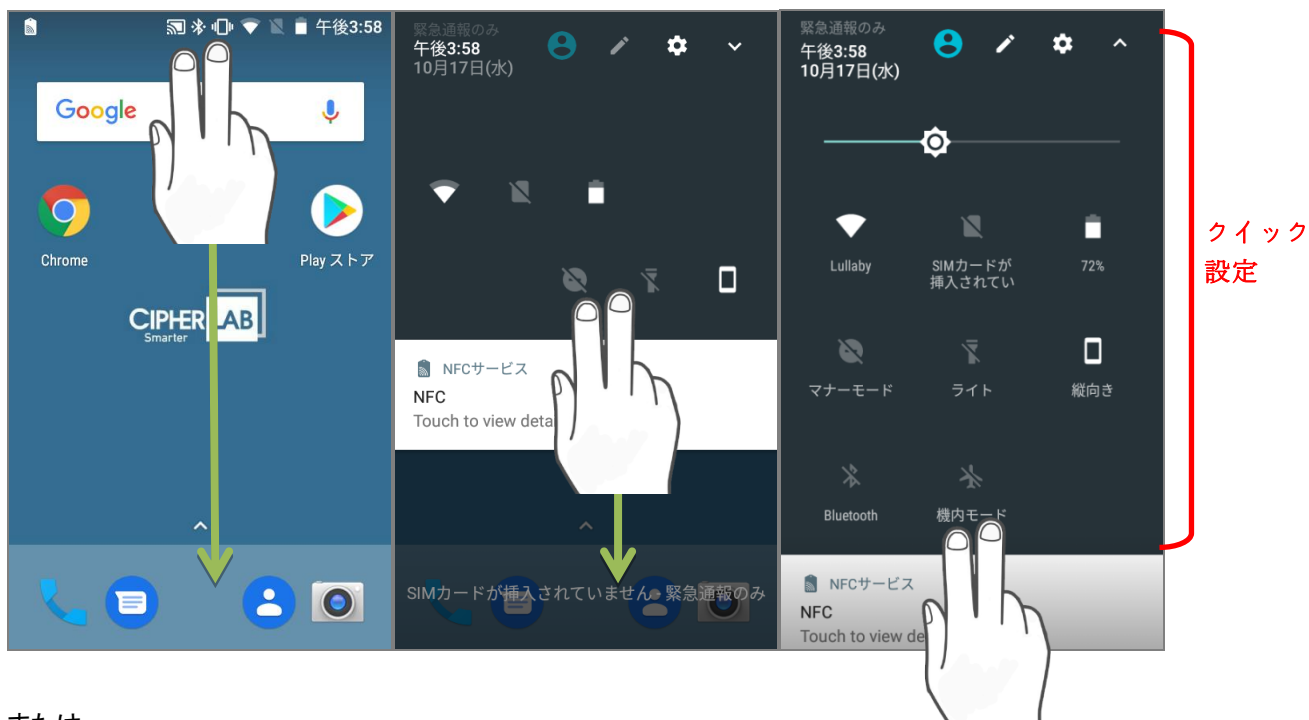 午後3:58
Google
Chrome
Play ストア
CIPHERLAB
Smarter
緊急通報のみ
午後3:58
10月17日(水)
NFCサービス
NFC
Touch to view deta
SIMカードが挿入されていません - 緊急通報のみ
緊急通報のみ
午後3:58
10月17日(水)
Lullaby
SIMカードが
挿入されてい
72%
マナーモード
ライト
縦向き
Bluetooth
機内モード
NFCサービス
NFC
Touch to view de
クイック
設定
または